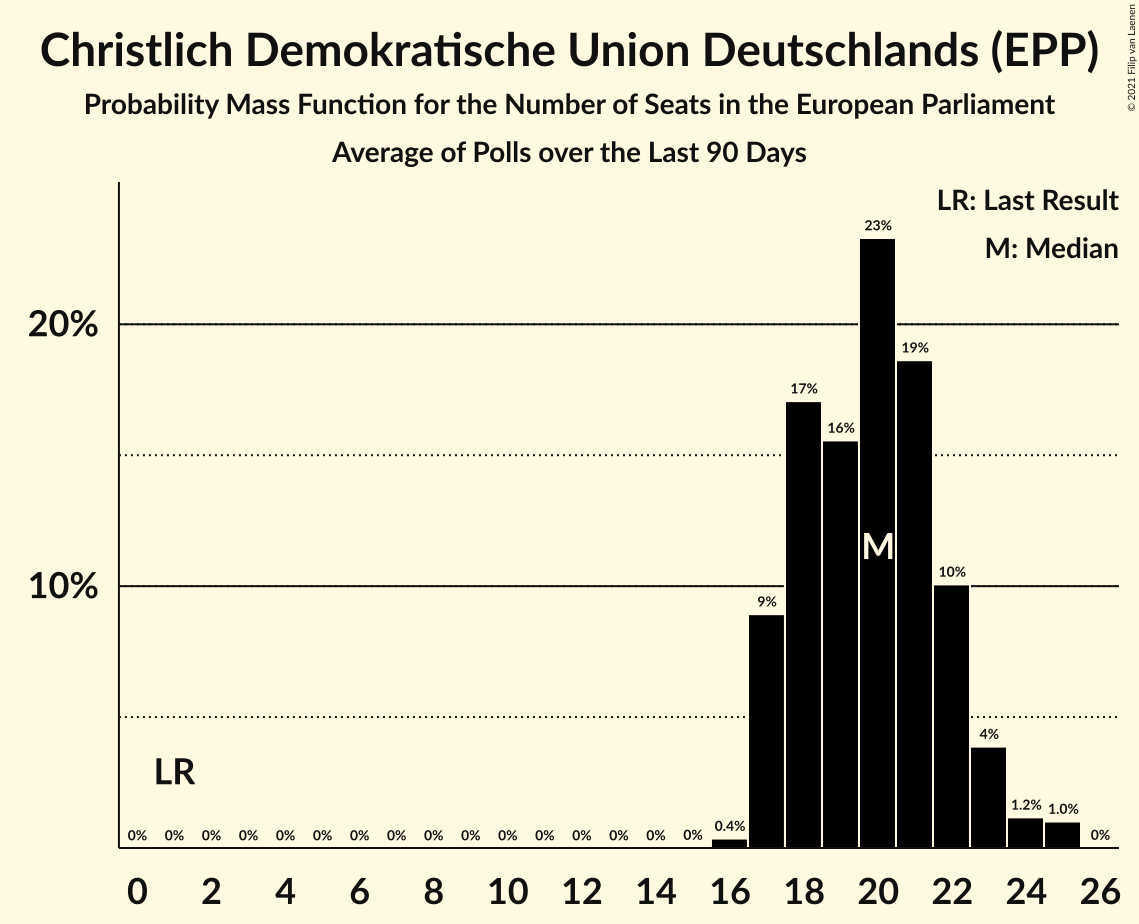 Christlich Demokratische Union Deutschlands (EPP)
Probability Mass Function for the Number of Seats in the European Parliament
Average of Polls over the Last 90 Days
© 2021 Filip van Laenen
LR: Last Result
M: Median
23%
20%
19%
17%
16%
M
10%
10%
9%
4%
LR
1.2%
1.0%
0.4%
0% 0% 0% 0% 0% 0% 0% 0% 0% 0% 0% 0% 0% 0% 0% 0% 0%
0 2 4 6 8 10 12 14 16 18 20 22 24 26